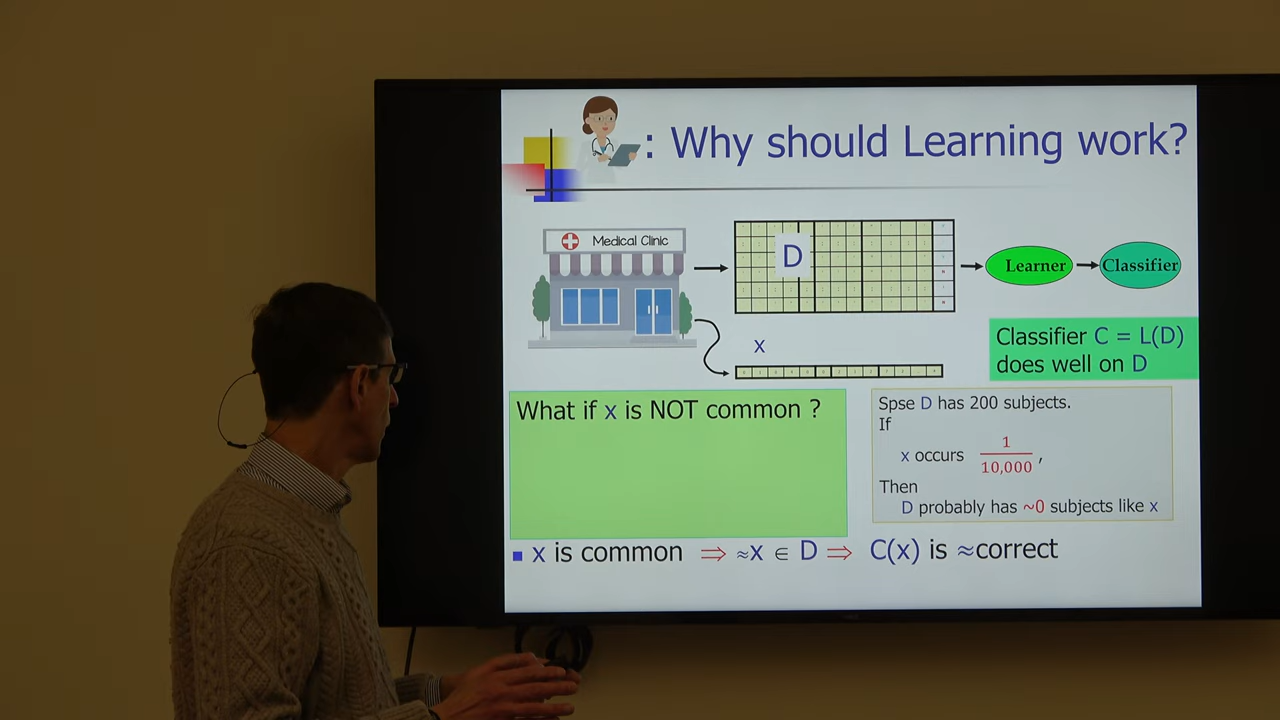 : Why should Learning work?
Medical Clinic
D
Learner
Classifier
x
Classifier C = L(D)
does well on D
What if x is NOT common ?
Spse D has 200 subjects.
If
x occurs 1/10,000 ,
Then
D probably has ~0 subjects like x
x is common ⇒ ≈x ∈ D ⇒ C(x) is ≈correct